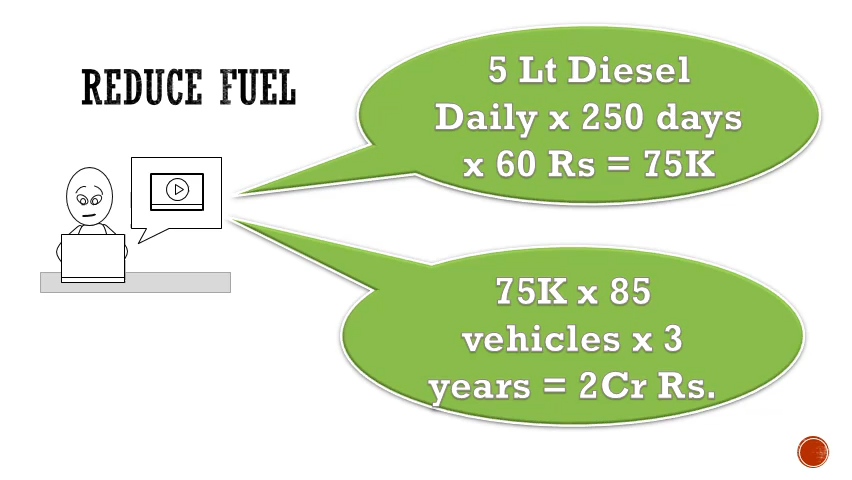 REDUCE FUEL
5 Lt Diesel
Daily x 250 days
x 60 Rs = 75K
75K x 85
vehicles x 3
years = 2Cr Rs.